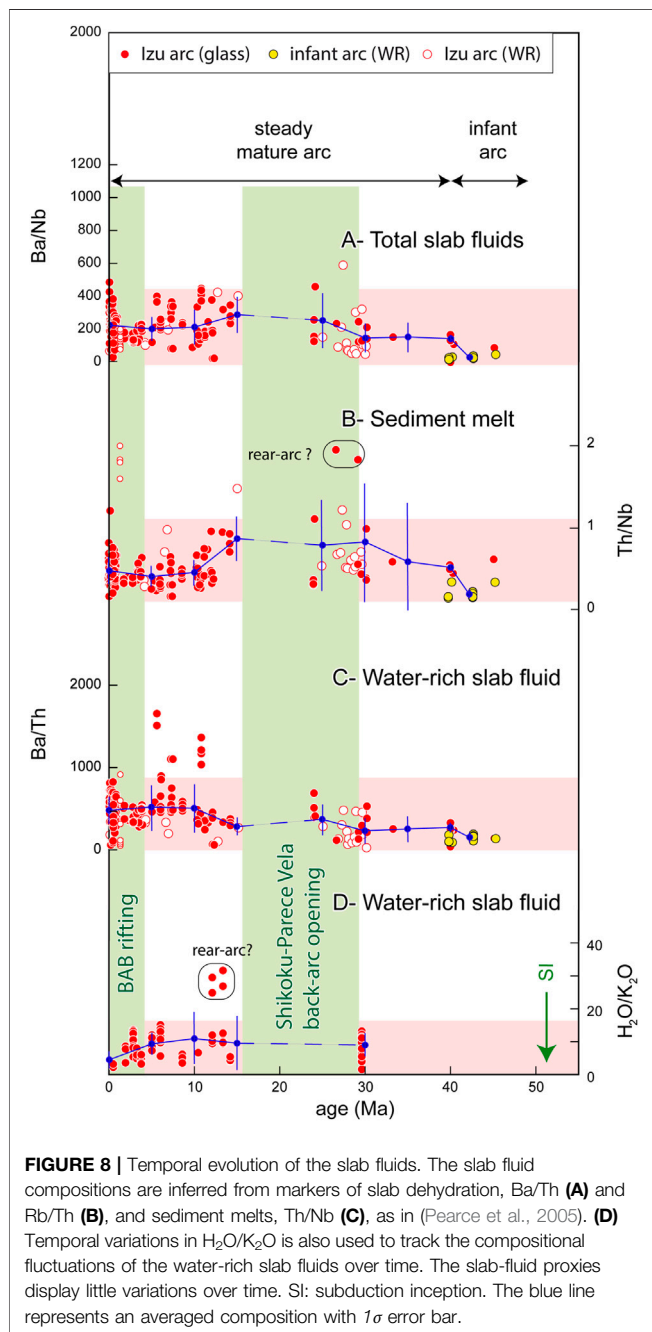 2000
Izu arc (glass) infant arc (WR) Izu arc (WR)
steady mature arc
infant arc
1200
1000
800
600
400
200
0
Ba/Nb
A- Total slab fluids
B- Sediment melt
rear-arc ?
2
1
0
Th/Nb
C- Water-rich slab fluid
2000
1000
0
Ba/Th
D- Water-rich slab fluid
rear-arc?
BAB rifting
Shikoku-Parece Vela
back-arc opening
SI
40
20
0
H₂O/K₂O
0 10 20 30 40 50
age (Ma)
FIGURE 8 | Temporal evolution of the slab fluids. The slab fluid
compositions are inferred from markers of slab dehydration, Ba/Th (A) and
Rb/Th (B), and sediment melts, Th/Nb (C), as in (Pearce et al., 2005). (D)
Temporal variations in H₂O/K₂O is also used to track the compositional
fluctuations of the water-rich slab fluids over time. The slab-fluid proxies
display little variations over time. SI: subduction inception. The blue line
represents an averaged composition with 1σ error bar.